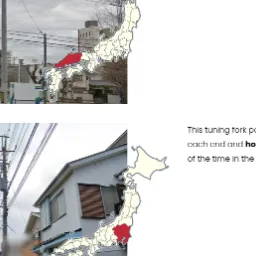 This tuning fork po
each end and ho
of the time in the